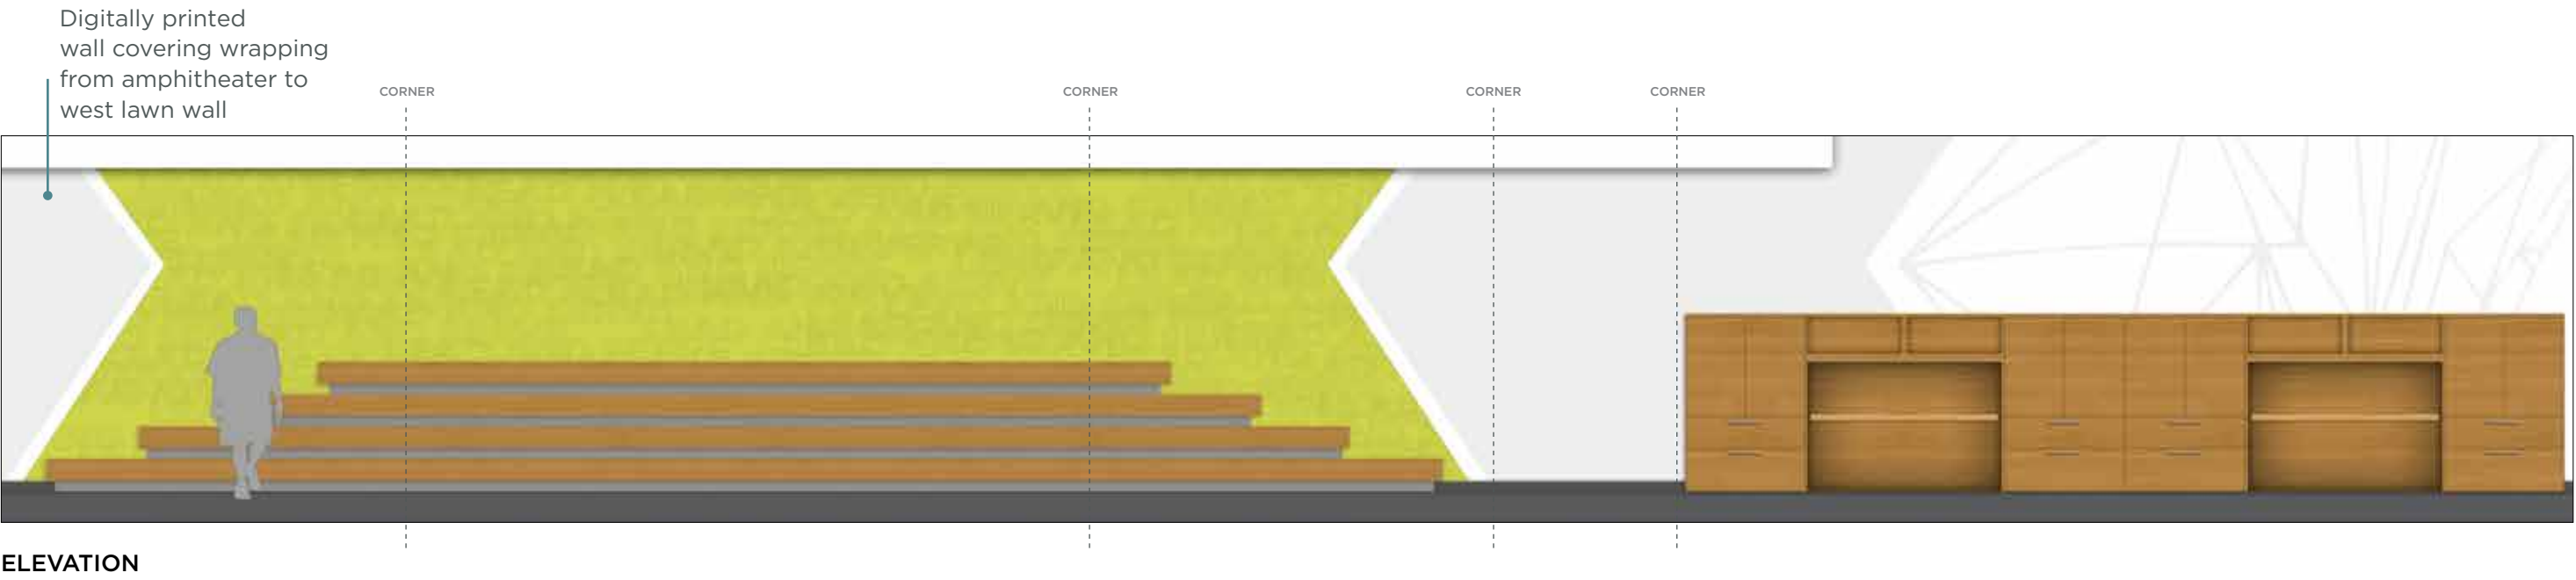 Digitally printed
wall covering wrapping
from amphitheater to
west lawn wall
CORNER
CORNER
CORNER
CORNER
ELEVATION